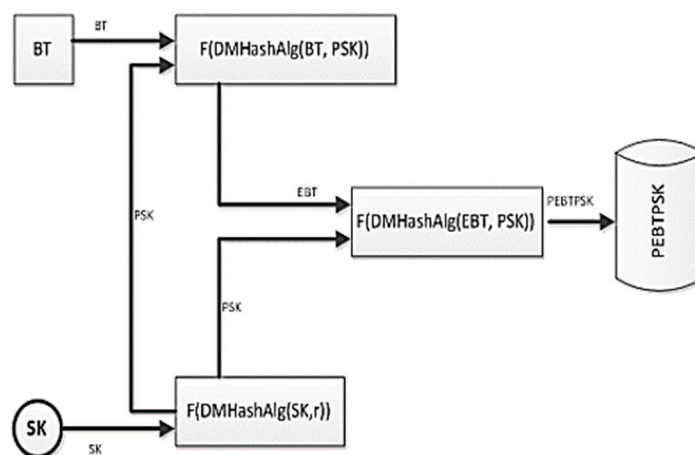 BT
BT
F(DMHashAlg(BT, PSK))
PSK
EBT
F(DMHashAlg(EBT, PSK))
PEBTPSK
PEBTPSK
PSK
F(DMHashAlg(SK,r))
SK
SK